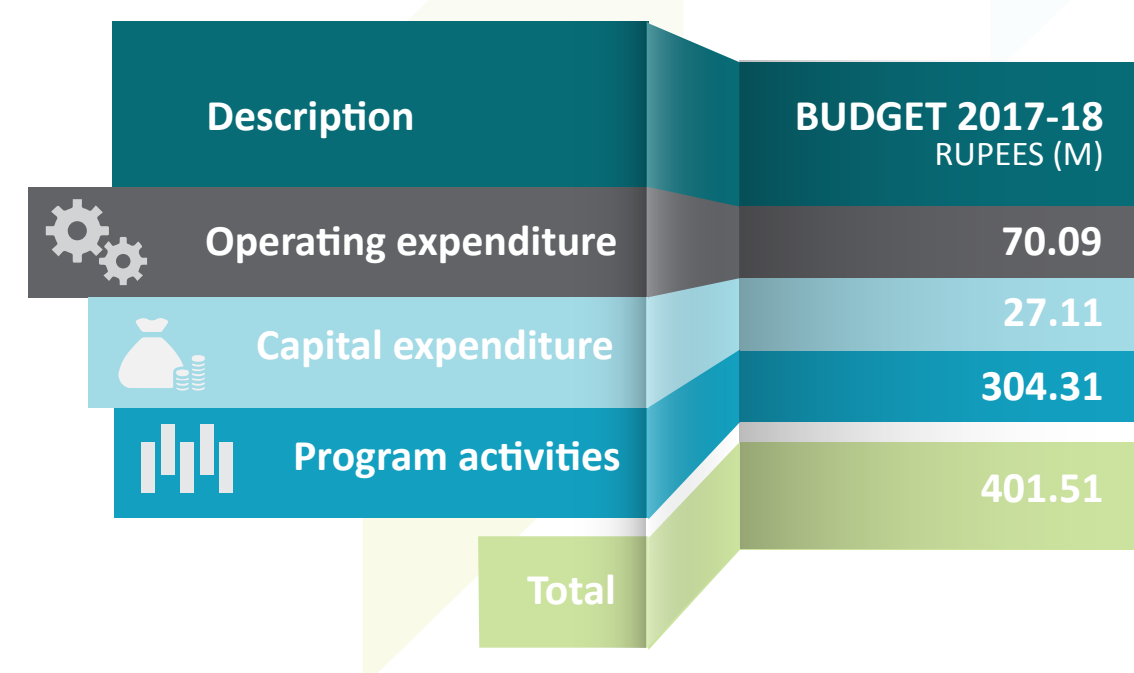 Description
BUDGET 2017-18
RUPEES (M)
Operating expenditure
70.09
Capital expenditure
27.11
Program activities
304.31
Total
401.51